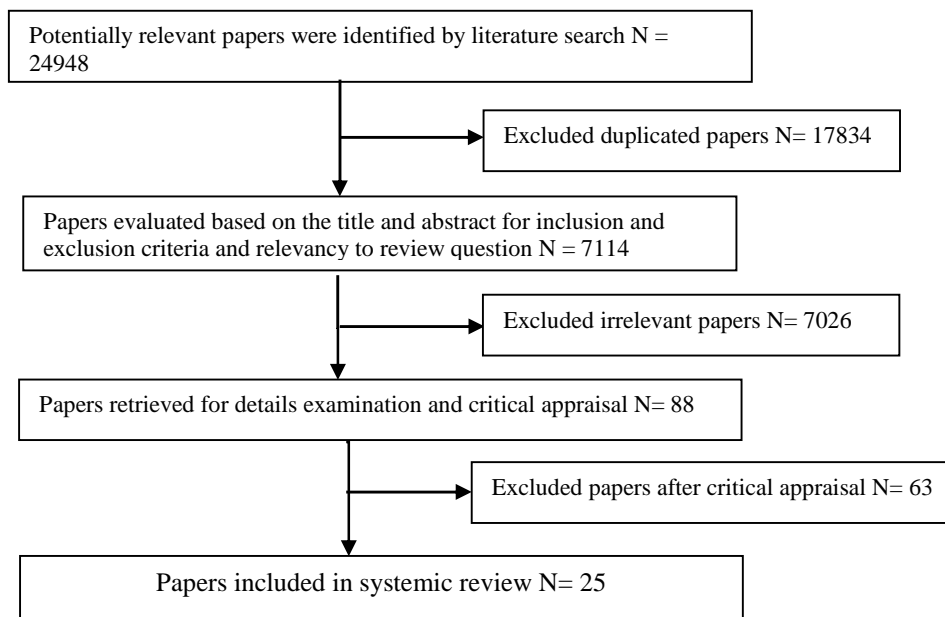 Potentially relevant papers were identified by literature search N =
24948
Excluded duplicated papers N= 17834
Papers evaluated based on the title and abstract for inclusion and
exclusion criteria and relevancy to review question N = 7114
Excluded irrelevant papers N= 7026
Papers retrieved for details examination and critical appraisal N= 88
Excluded papers after critical appraisal N= 63
Papers included in systemic review N= 25